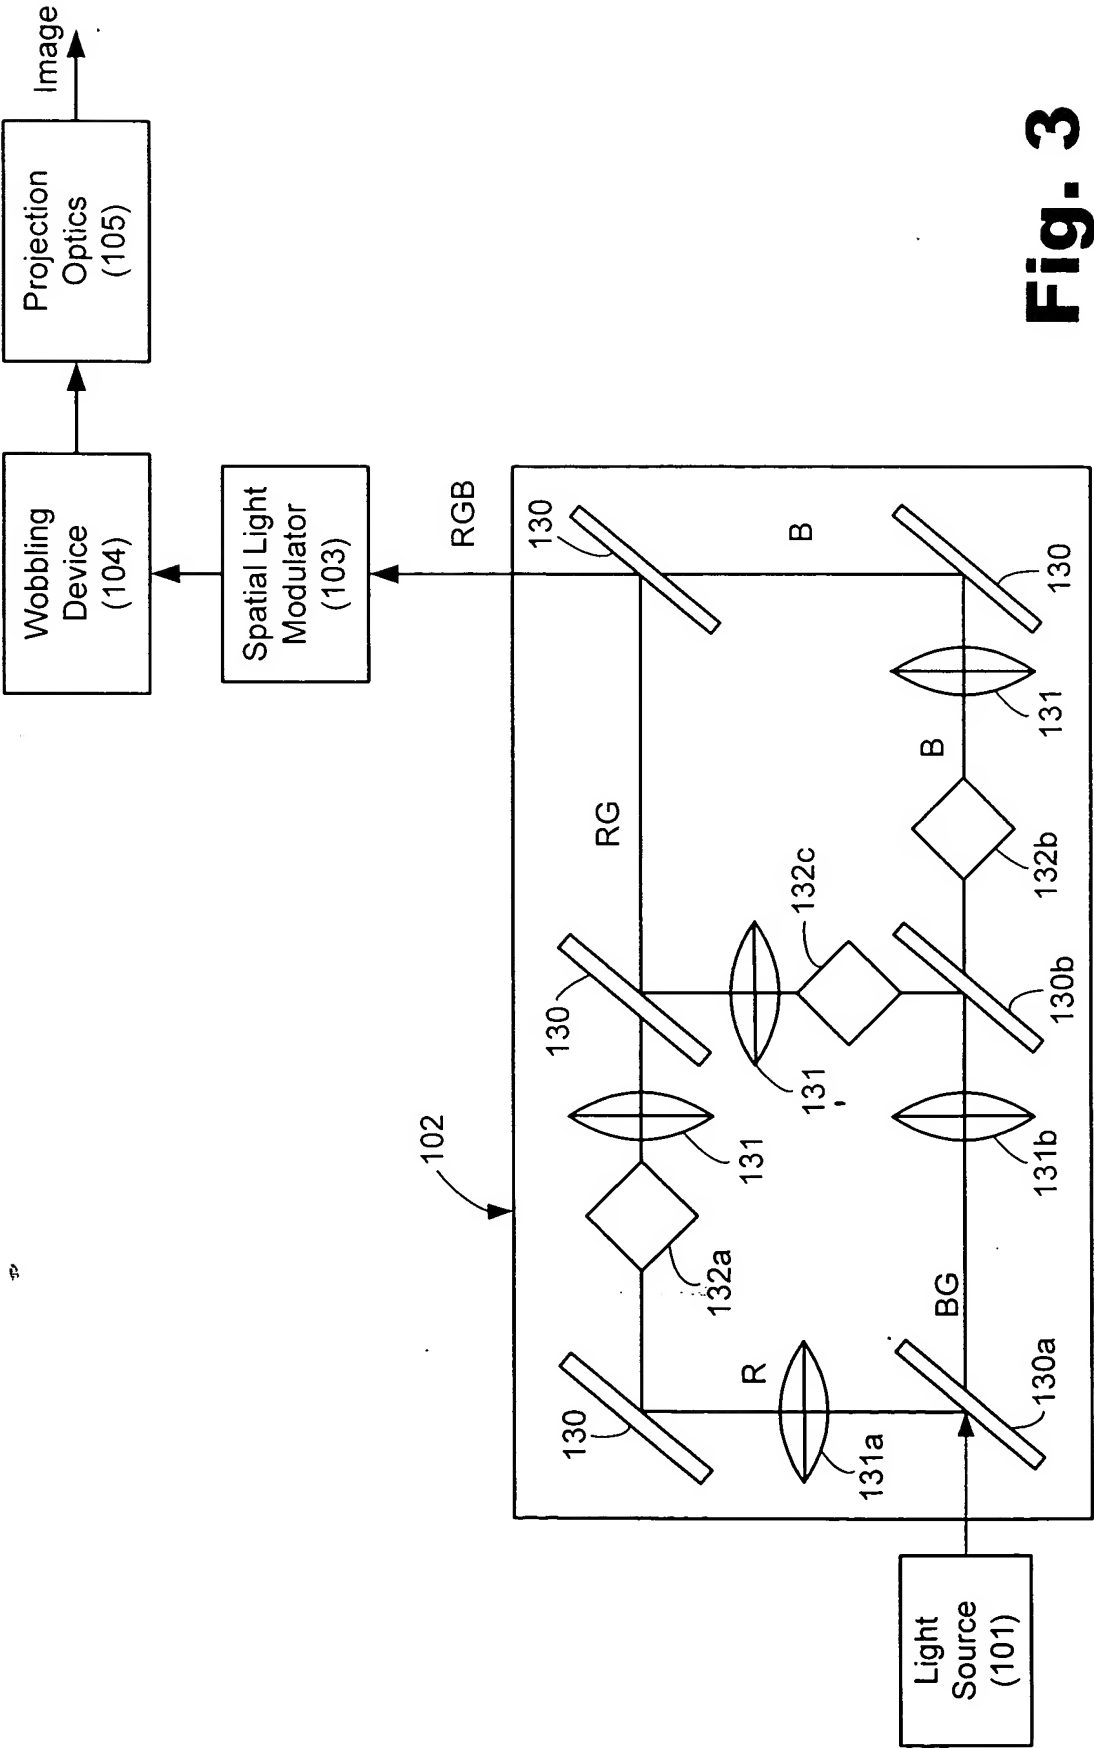 Image
Projection
Optics
(105)
Wobbling
Device
(104)
Spatial Light
Modulator
(103)
RGB
102
130
B
RG
130
132c
131
130
131
B
132b
130b
131
132a
131b
130
R
131a
BG
130a
Light
Source
(101)
Fig. 3